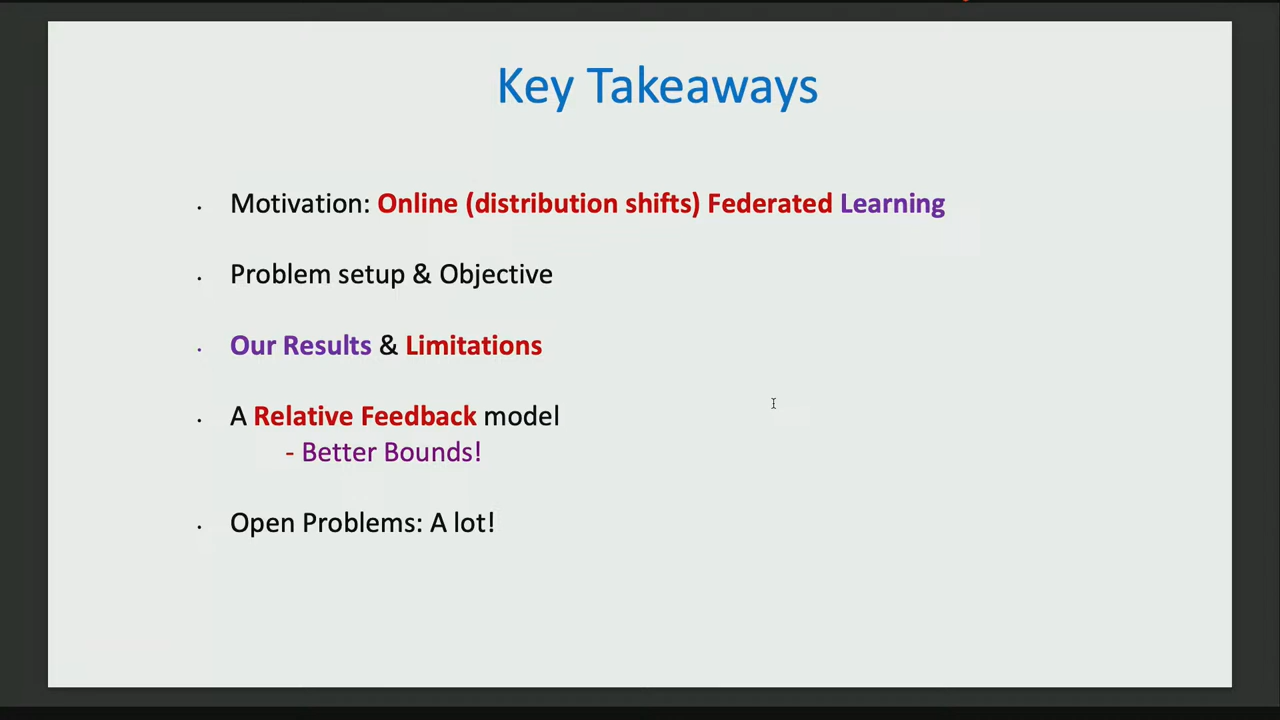 Key Takeaways
Motivation: Online (distribution shifts) Federated Learning
Problem setup & Objective
Our Results & Limitations
A Relative Feedback model
- Better Bounds!
Open Problems: A lot!